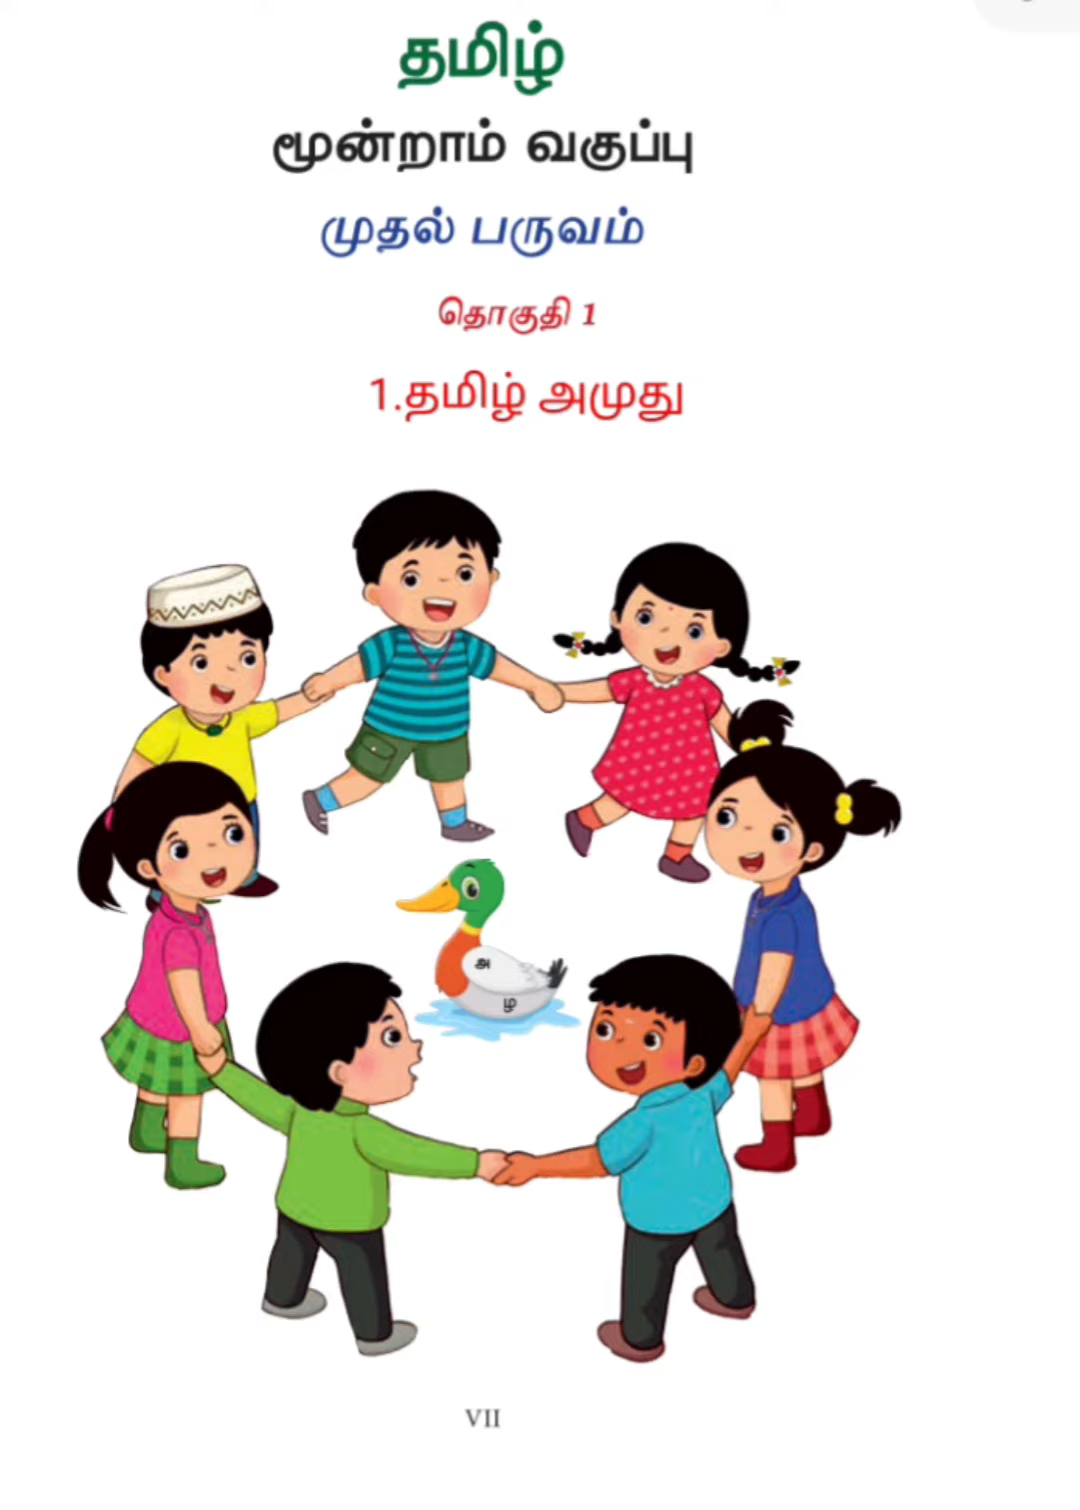 தமிழ்
மூன்றாம் வகுப்பு
முதல் பருவம்
தொகுதி 1
1.தமிழ் அமுது
அ
ழ
VII